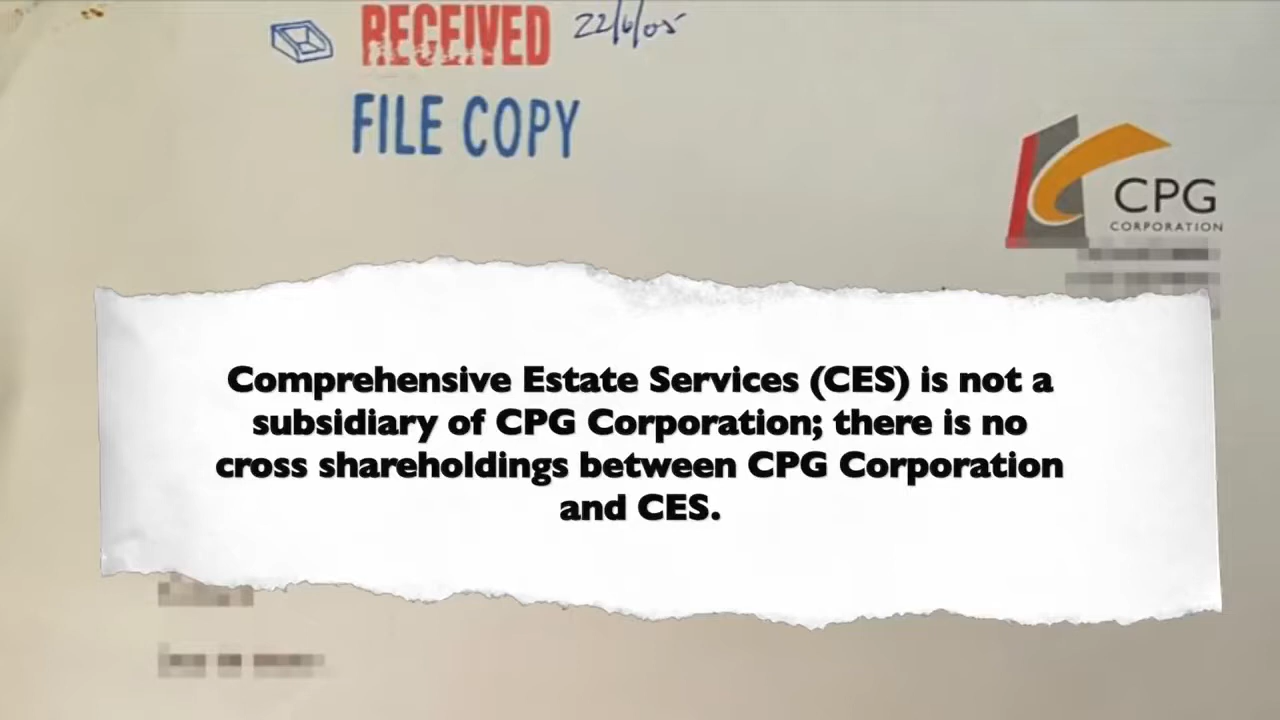 RECEIVED
22/6/05
FILE COPY
CPG
CORPORATION
Comprehensive Estate Services (CES) is not a
subsidiary of CPG Corporation; there is no
cross shareholdings between CPG Corporation
and CES.